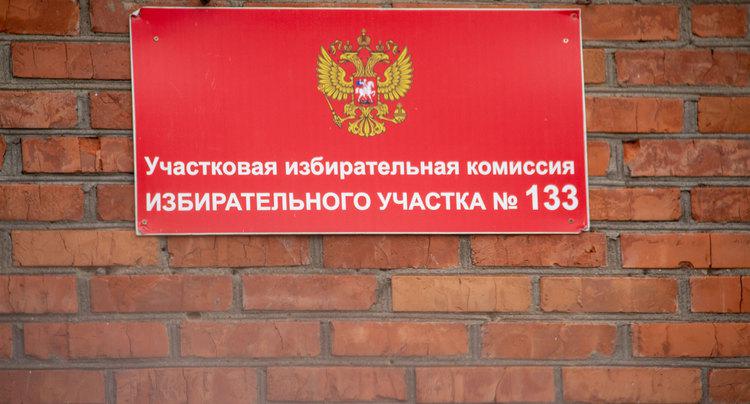 Участковая избирательная комиссия
ИЗБИРАТЕЛЬНОГО УЧАСТКА № 133